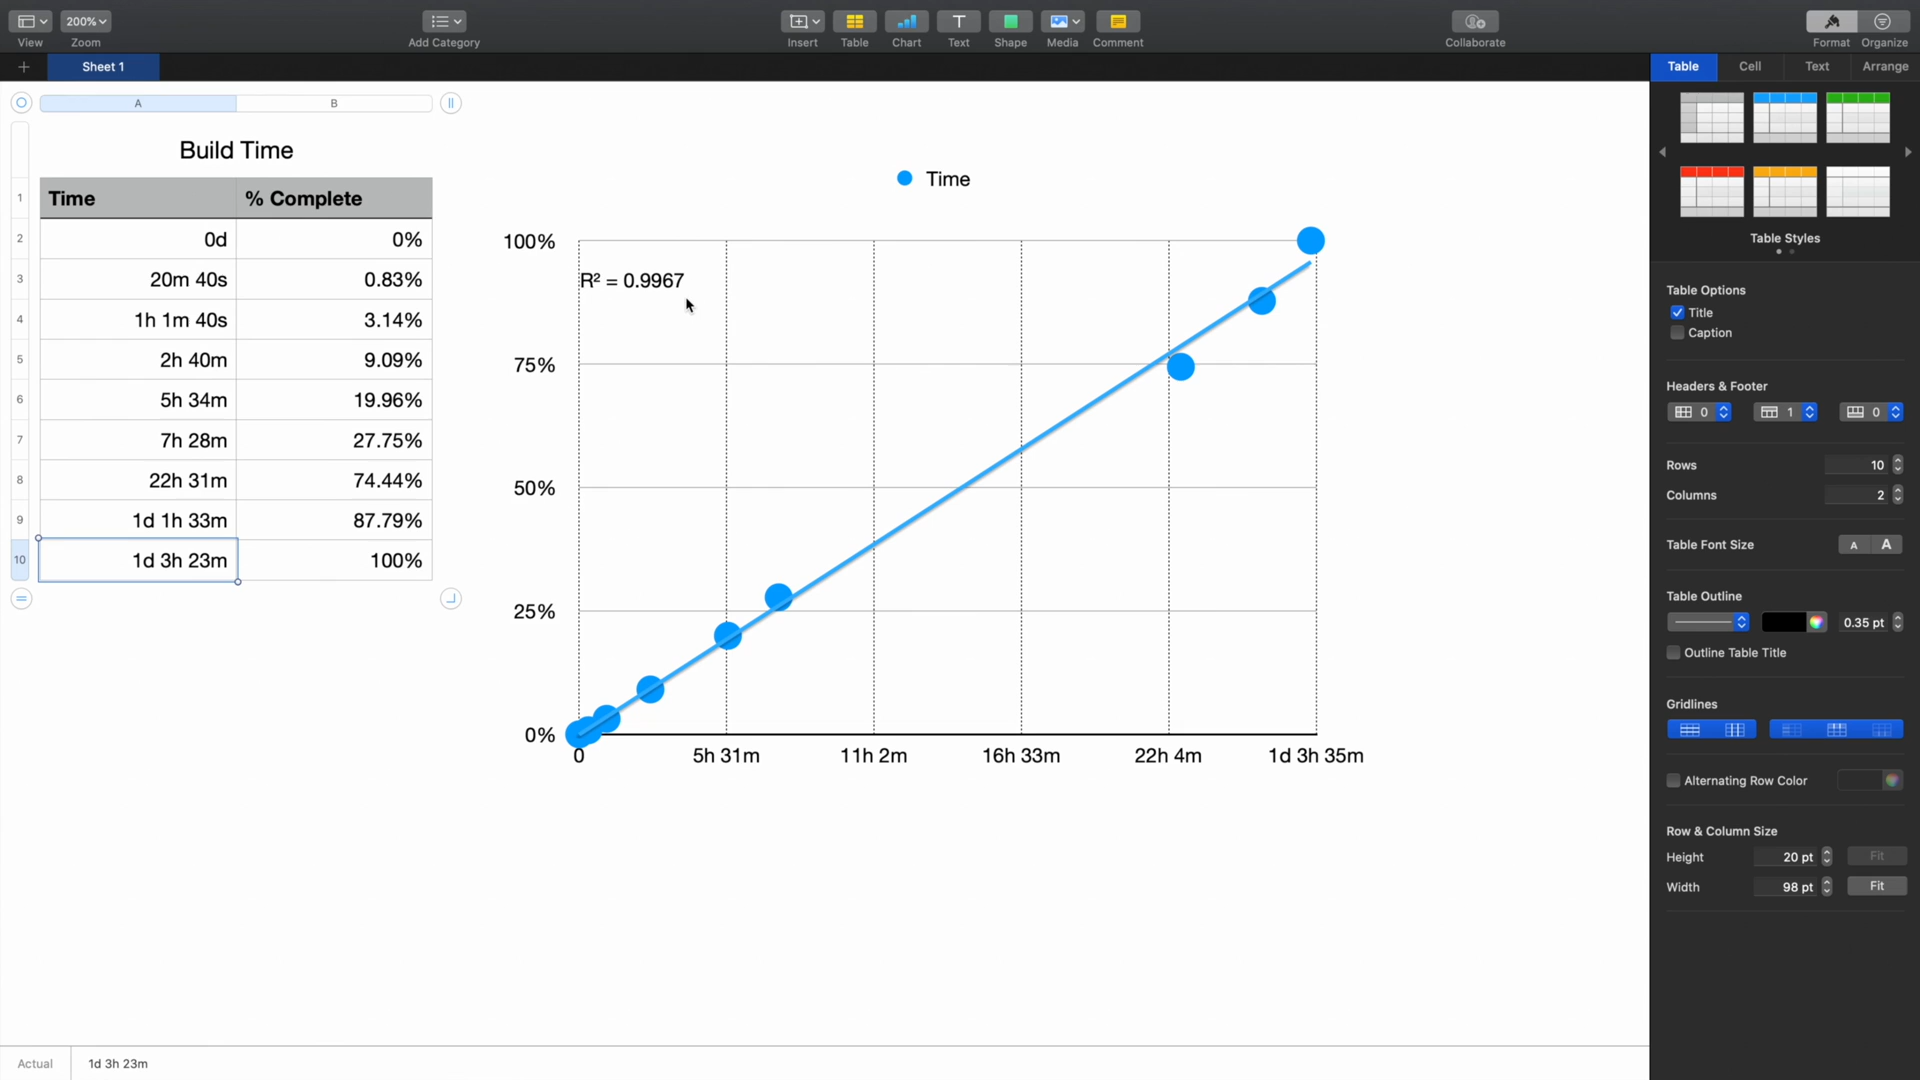 200%
View
Zoom
Add Category
Insert
Table
Chart
Text
Shape
Media
Comment
Collaborate
Format
Organize
Sheet 1
Table
Cell
Text
Arrange
A
B
Build Time
Time
% Complete
1
2
0d
0%
3
20m 40s
0.83%
4
1h 1m 40s
3.14%
5
2h 40m
9.09%
6
5h 34m
19.96%
7
7h 28m
27.75%
8
22h 31m
74.44%
9
1d 1h 33m
87.79%
10
1d 3h 23m
100%
Time
100%
75%
50%
25%
0%
R² = 0.9967
0
5h 31m
11h 2m
16h 33m
22h 4m
1d 3h 35m
Table Styles
Table Options
Title
Caption
Headers & Footer
0
1
0
Rows
10
Columns
2
Table Font Size
A
A
Table Outline
0.35 pt
Outline Table Title
Gridlines
Alternating Row Color
Row & Column Size
Height
20 pt
Fit
Width
98 pt
Fit
Actual
1d 3h 23m